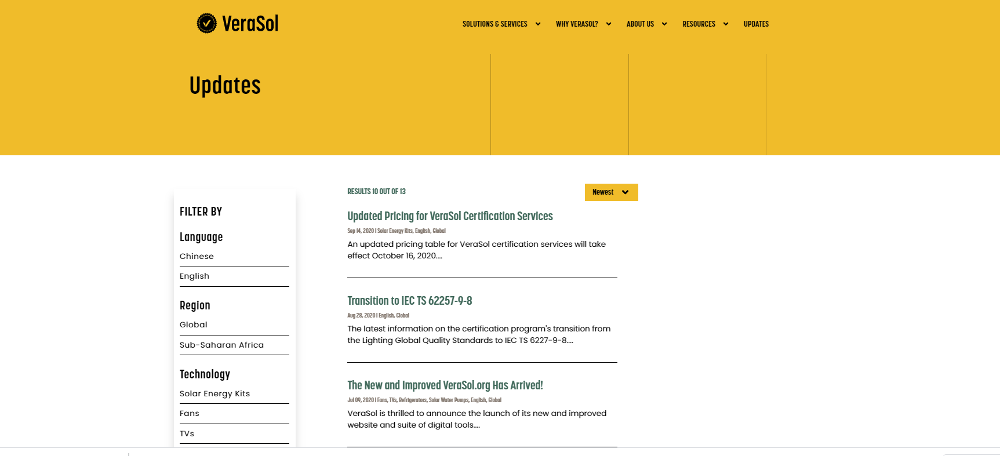 VeraSol
SOLUTIONS & SERVICES WHY VERASOL? ABOUT US RESOURCES UPDATES
Updates
FILTER BY
Language
Chinese
English
Region
Global
Sub-Saharan Africa
Technology
Solar Energy Kits
Fans
TVs
RESULTS 10 OUT OF 13
Newest
Updated Pricing for VeraSol Certification Services
Sep 14, 2020 | Solar Energy Kits, English, Global
An updated pricing table for VeraSol certification services will take
effect October 16, 2020....
Transition to IEC TS 62257-9-8
Aug 28, 2020 | English, Global
The latest information on the certification program's transition from
the Lighting Global Quality Standards to IEC TS 6227-9-8....
The New and Improved VeraSol.org Has Arrived!
Jul 09, 2020 | Fans, TVs, Refrigerators, Solar Water Pumps, English, Global
VeraSol is thrilled to announce the launch of its new and improved
website and suite of digital tools....